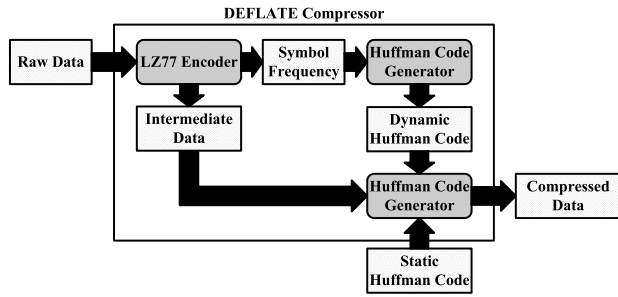 DEFLATE Compressor
Raw Data
LZ77 Encoder
Symbol
Frequency
Huffman Code
Generator
Intermediate
Data
Dynamic
Huffman Code
Huffman Code
Generator
Compressed
Data
Static
Huffman Code